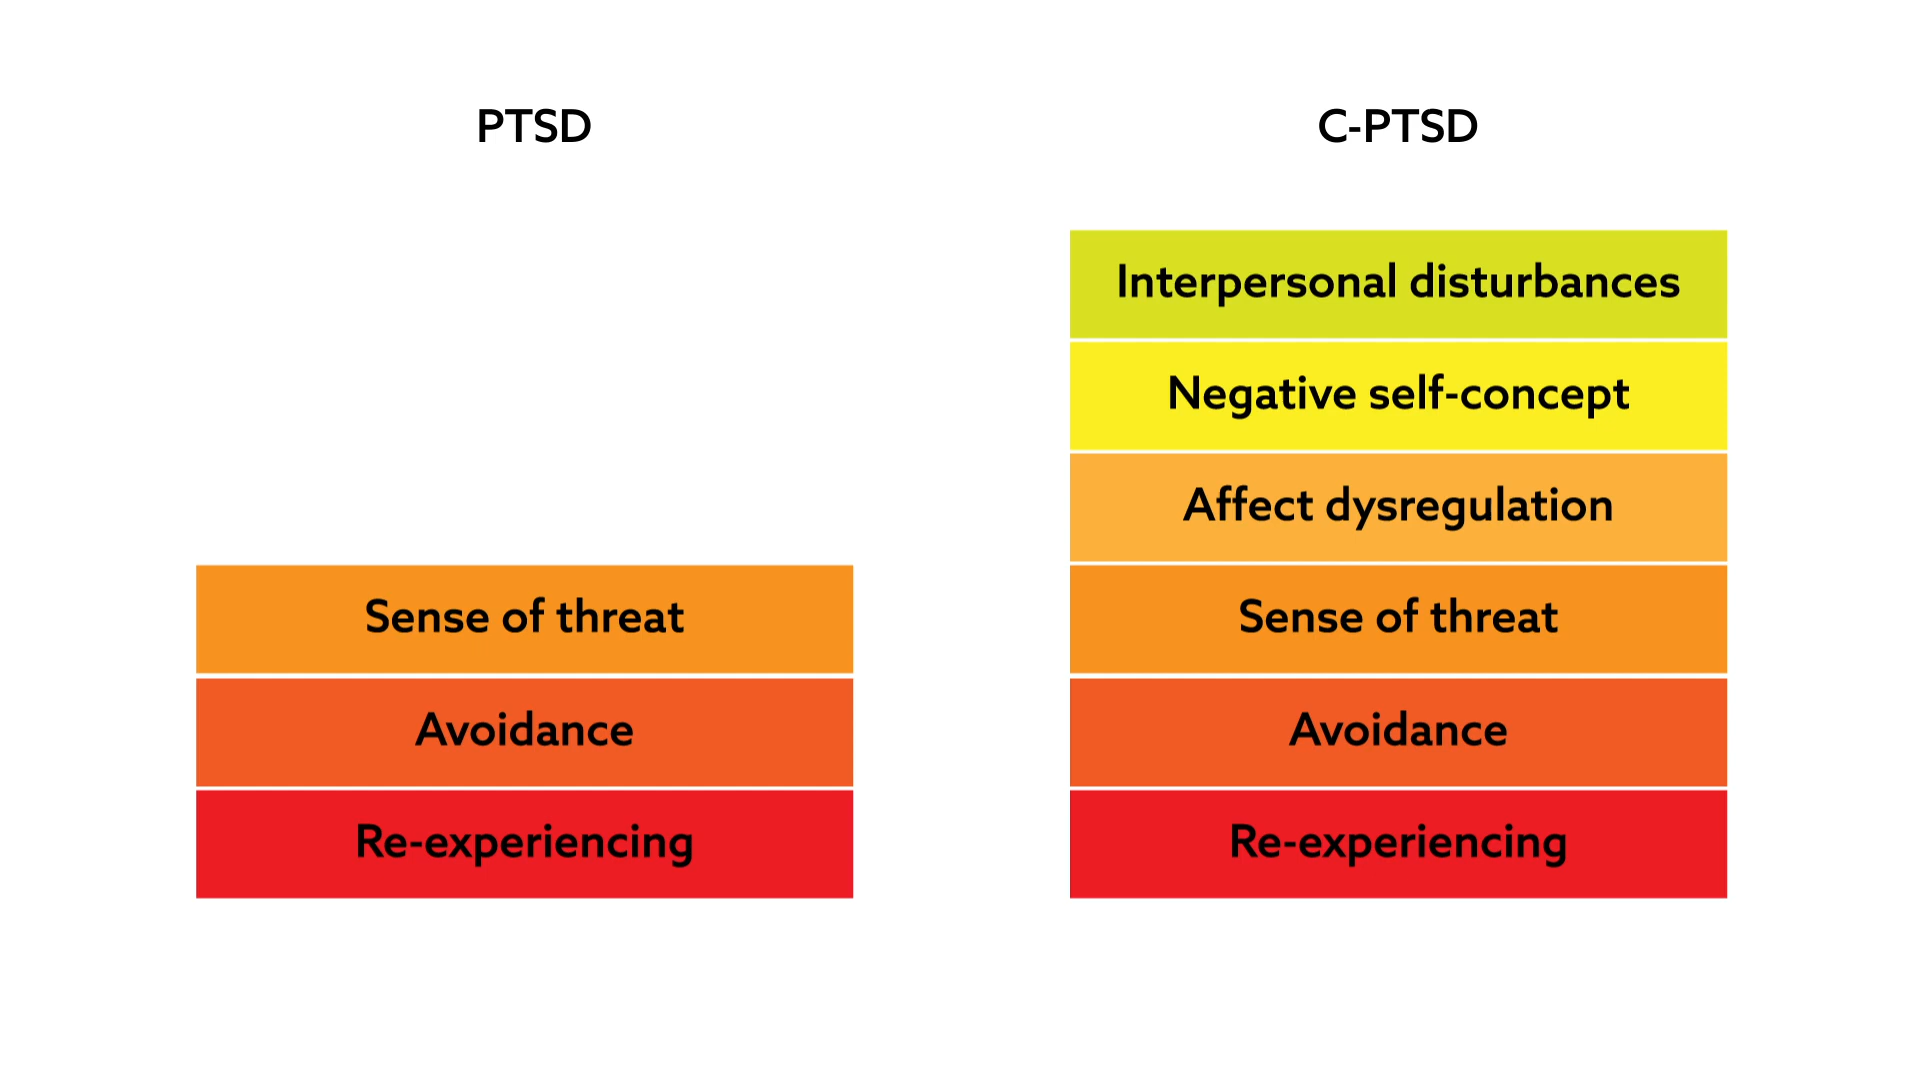 PTSD
Sense of threat
Avoidance
Re-experiencing
C-PTSD
Interpersonal disturbances
Negative self-concept
Affect dysregulation
Sense of threat
Avoidance
Re-experiencing